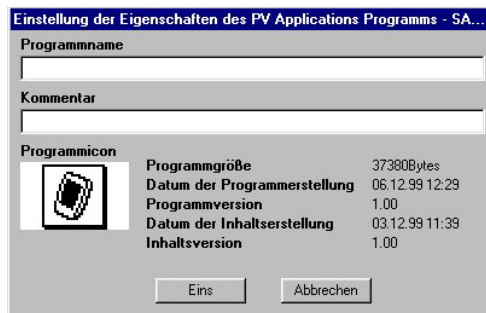 Einstellung der Eigenschaften des PV Applications Programms - SA...
Programmname
Kommentar
Programmicon
Programmgröße 37380Bytes
Datum der Programmerstellung 06.12.99 12:29
Programmversion 1.00
Datum der Inhaltserstellung 03.12.99 11:39
Inhaltsversion 1.00
Eins Abbrechen